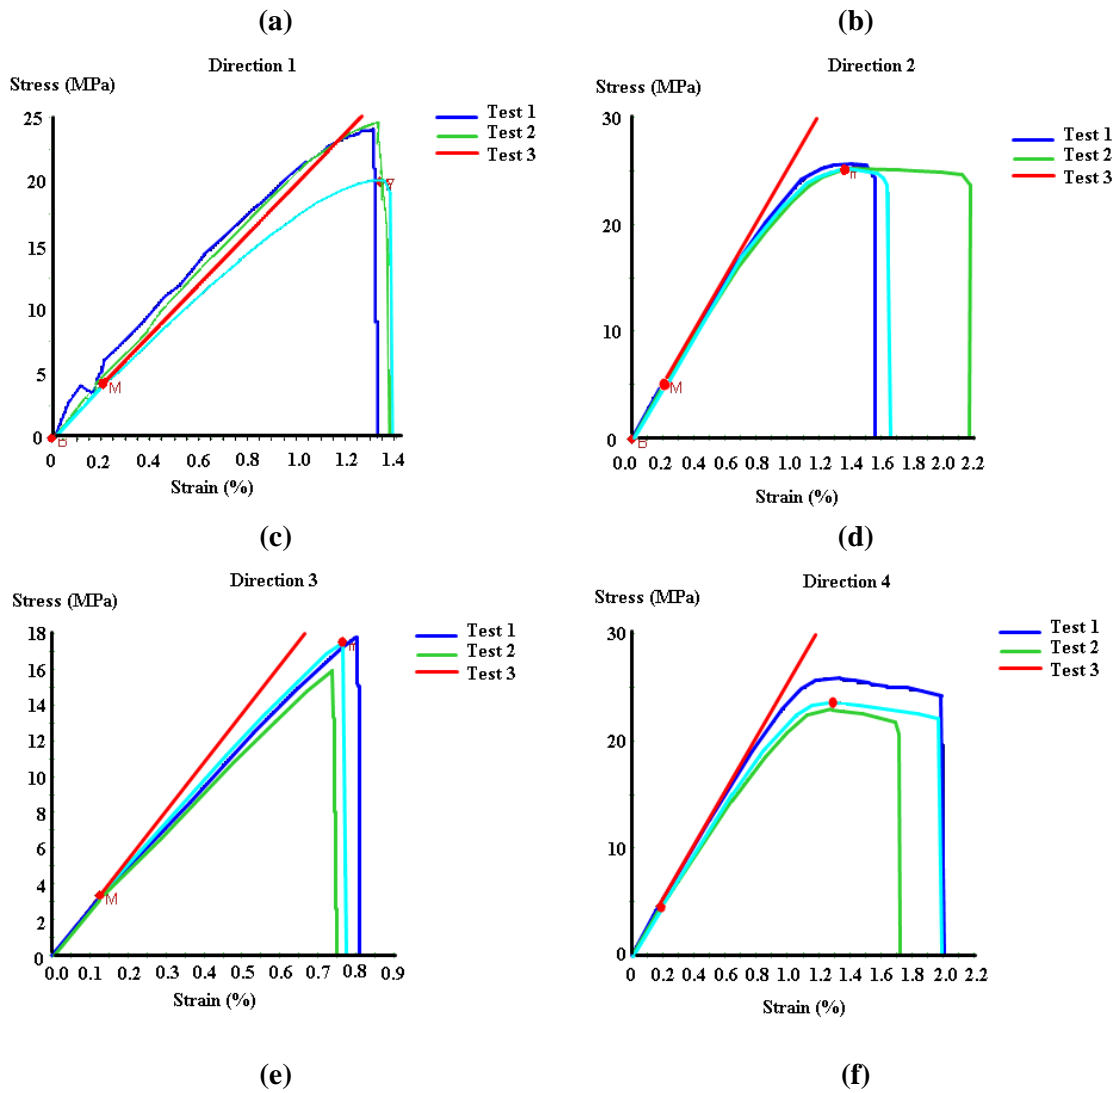 (a)
(b)
Direction 1
Stress (MPa)
25
20
15
10
5
0
Test 1
Test 2
Test 3
M
B
0 0.2 0.4 0.6 0.8 1.0 1.2 1.4
Strain (%)
Direction 2
Stress (MPa)
30
20
10
0
Test 1
Test 2
Test 3
M
B
0.0 0.2 0.4 0.6 0.8 1.0 1.2 1.4 1.6 1.8 2.0 2.2
Strain (%)
(c)
(d)
Direction 3
Stress (MPa)
18
16
14
12
10
8
6
4
2
0
Test 1
Test 2
Test 3
M
0.0 0.1 0.2 0.3 0.4 0.5 0.6 0.7 0.8 0.9
Strain (%)
Direction 4
Stress (MPa)
30
20
10
0
Test 1
Test 2
Test 3
0 0.2 0.4 0.6 0.8 1.0 1.2 1.4 1.6 1.8 2.0 2.2
Strain (%)
(e)
(f)